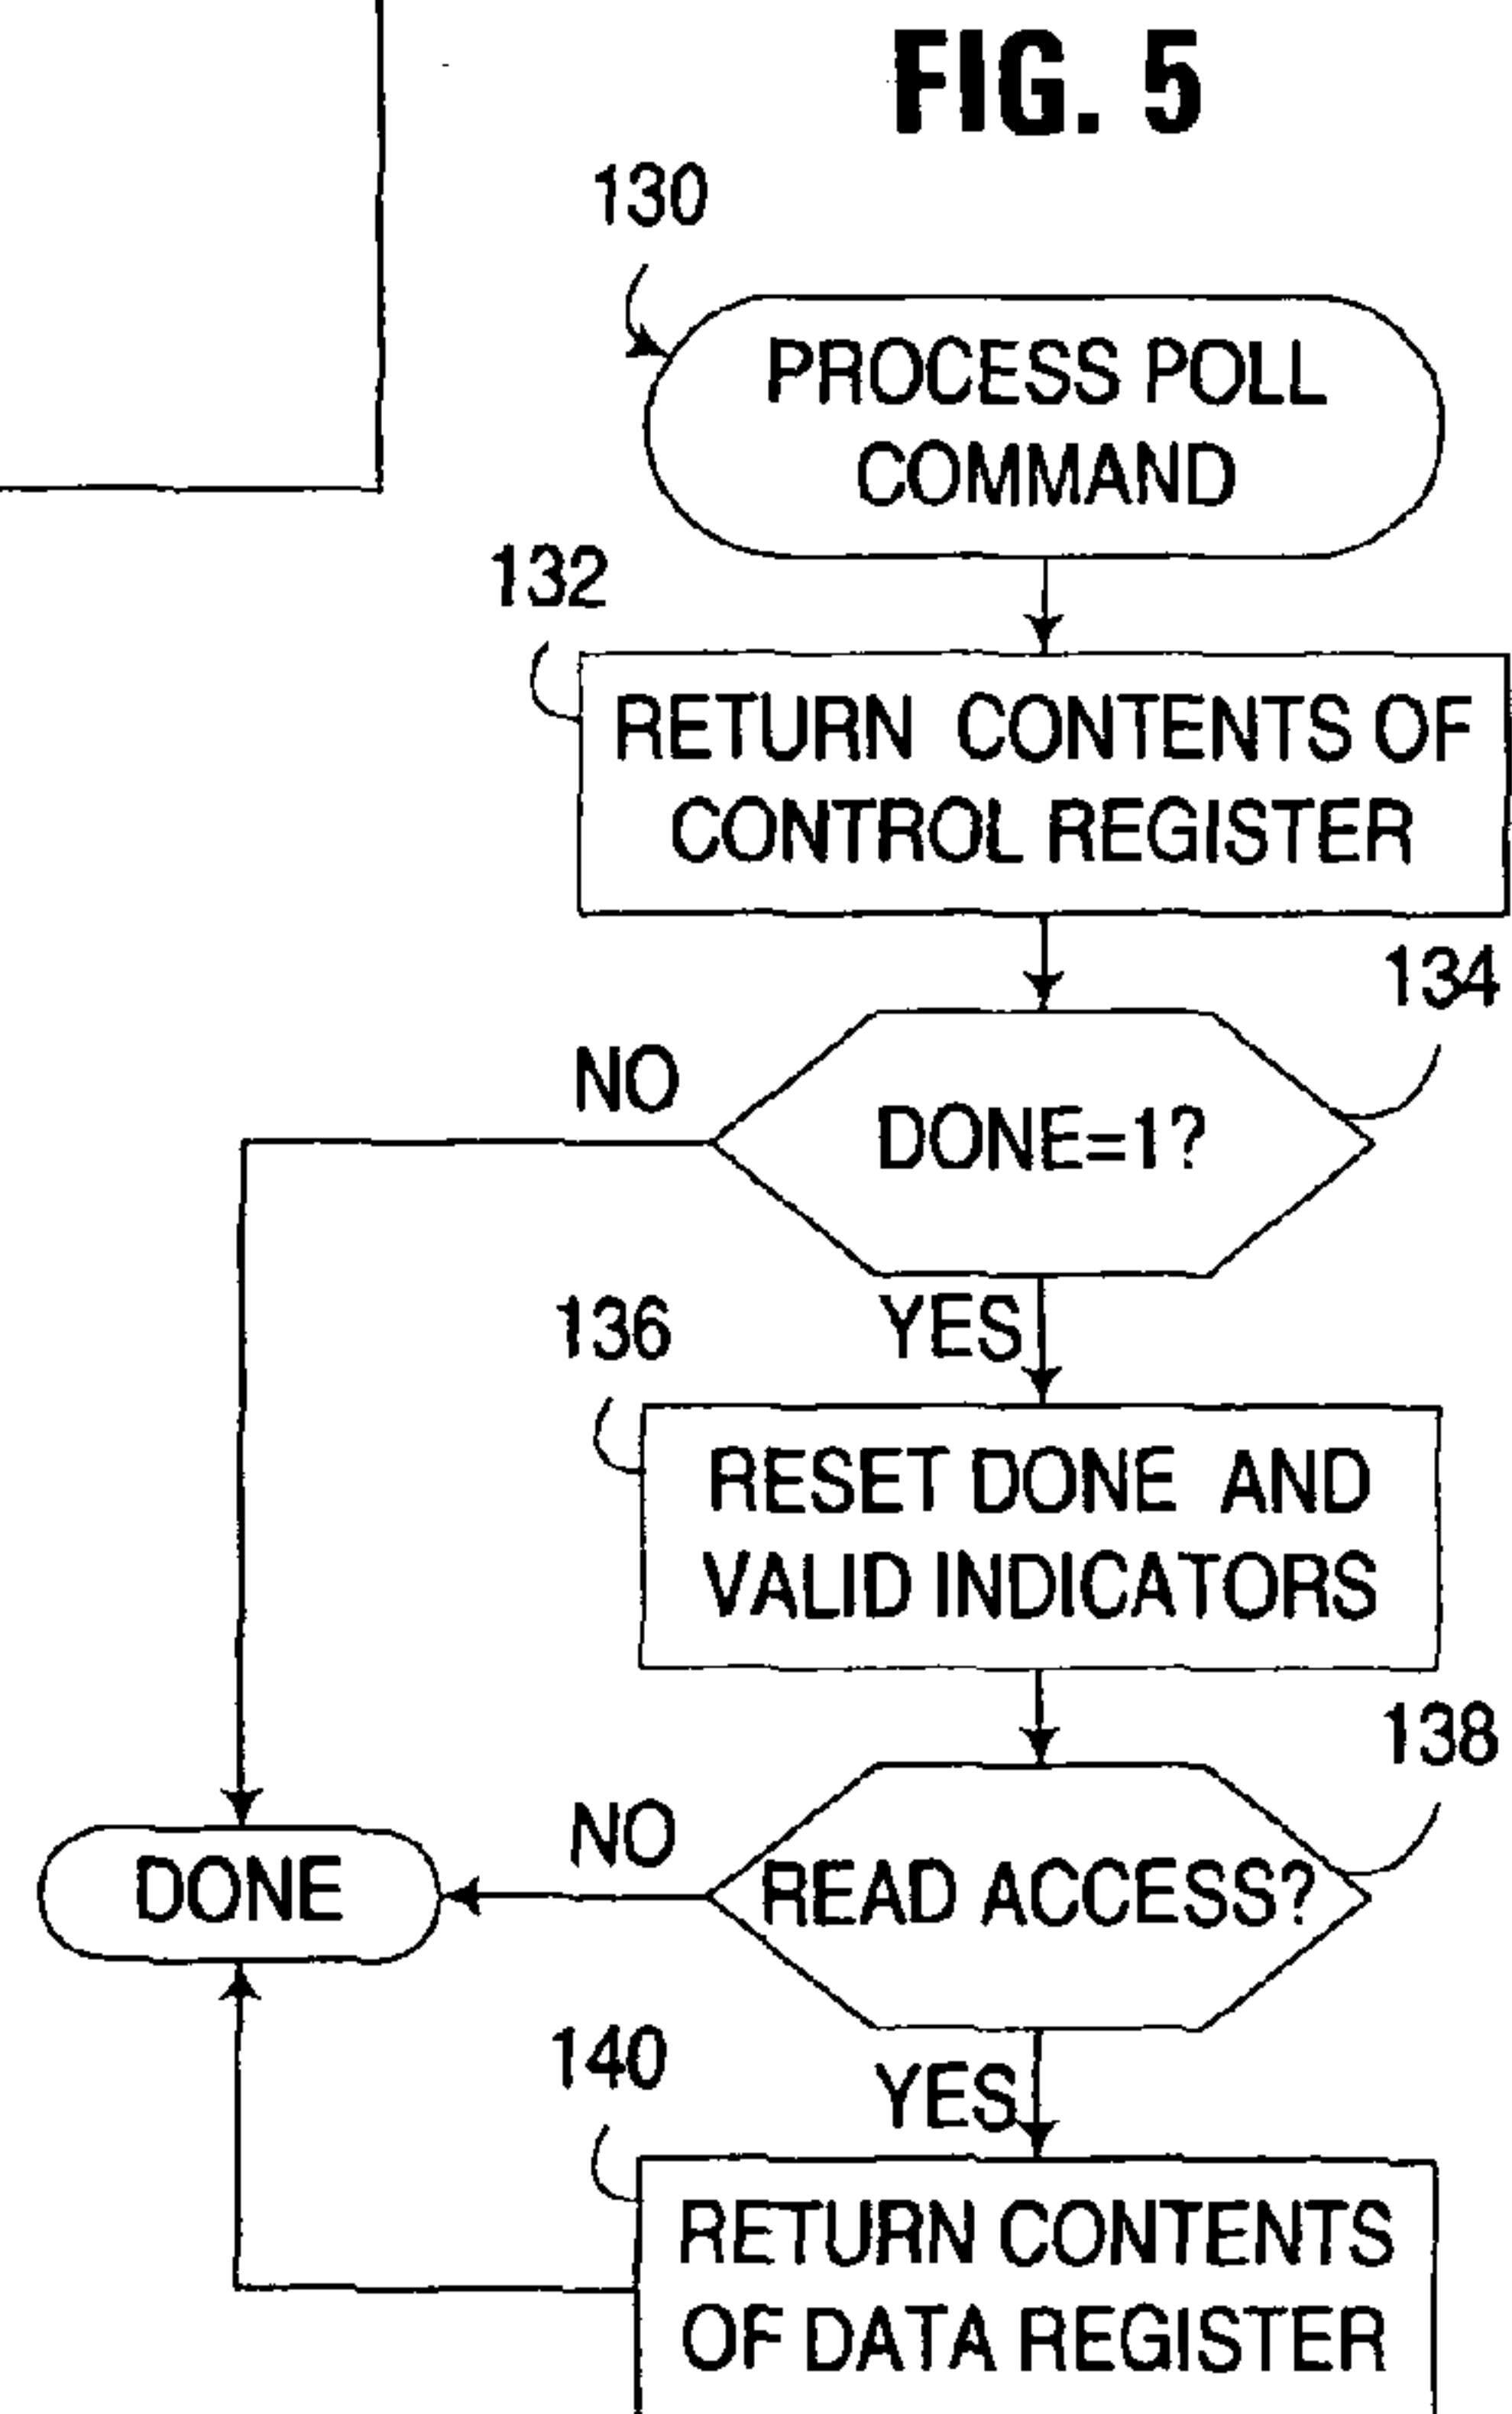 FIG. 5
130
PROCESS POLL
COMMAND
132
RETURN CONTENTS OF
CONTROL REGISTER
134
NO
DONE=1?
136
YES
RESET DONE AND
VALID INDICATORS
138
NO
DONE
READ ACCESS?
140
YES
RETURN CONTENTS
OF DATA REGISTER